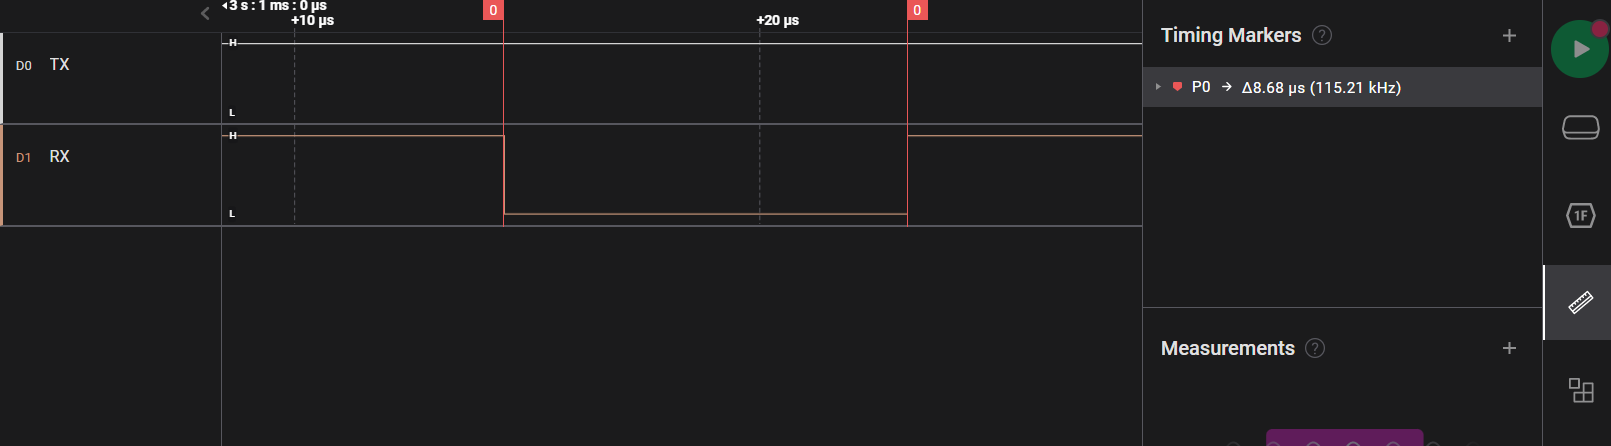 3 s : 1 ms : 0 µs
+10 µs
0
+20 µs
0
D0 TX
H
L
D1 RX
H
L
Timing Markers ? +
P0 → Δ8.68 µs (115.21 kHz)
1F
Measurements ? +